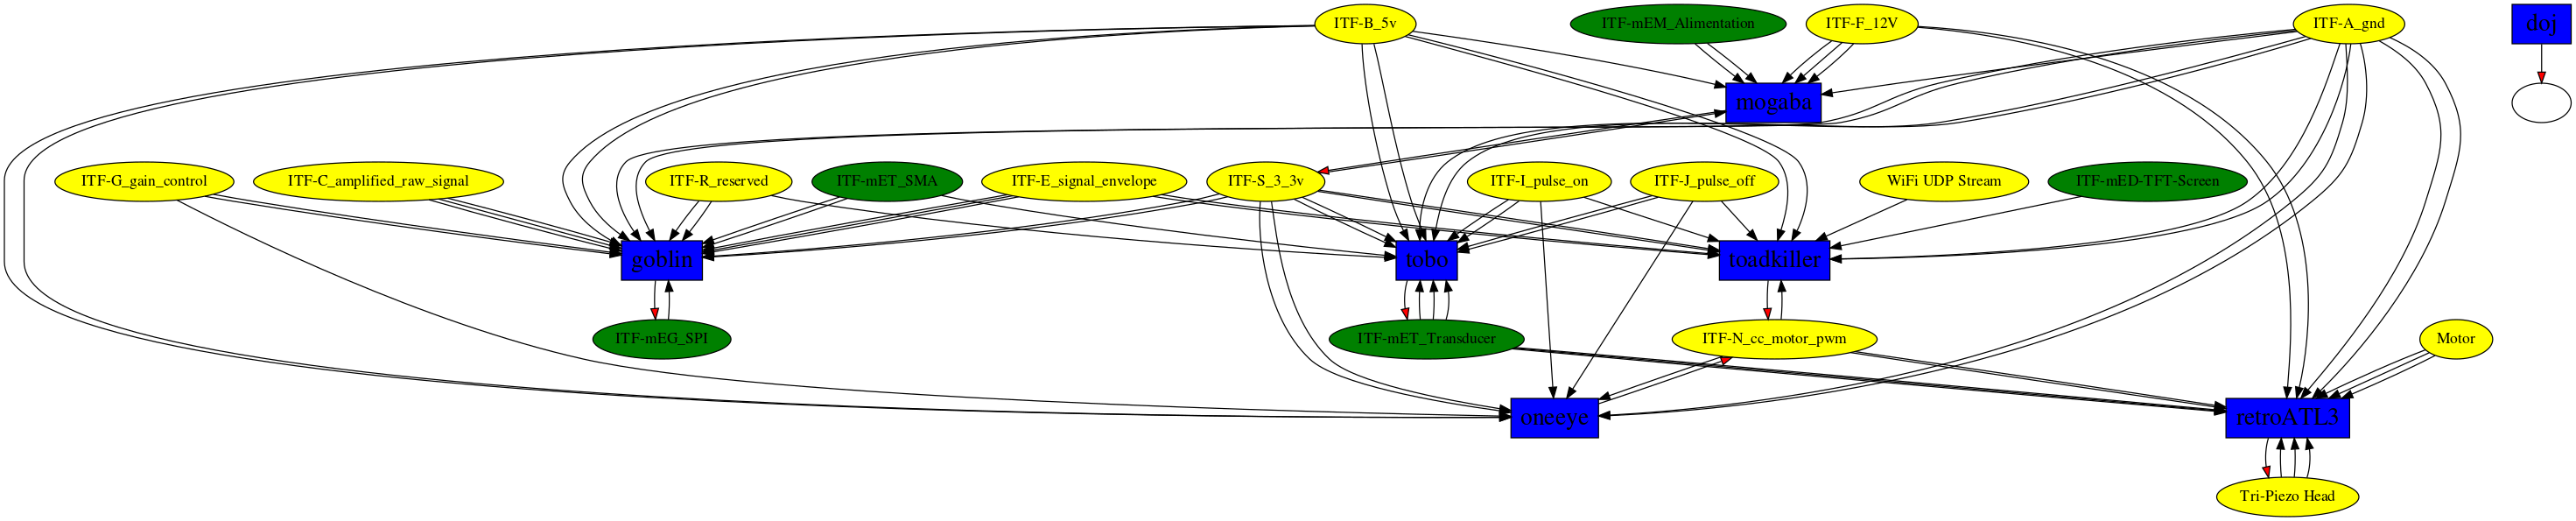 ITF-B_5v
ITF-mEM_Alimentation
ITF-F_12V
ITF-A_gnd
doj
mogaba
ITF-G_gain_control
ITF-C_amplified_raw_signal
ITF-R_reserved
ITF-mET_SMA
ITF-E_signal_envelope
ITF-S_3_3v
ITF-I_pulse_on
ITF-J_pulse_off
WiFi UDP Stream
ITF-mED-TFT-Screen
goblin
tobo
toadkiller
ITF-mEG_SPI
ITF-mET_Transducer
ITF-N_cc_motor_pwm
Motor
oneeye
retroATL3
Tri-Piezo Head